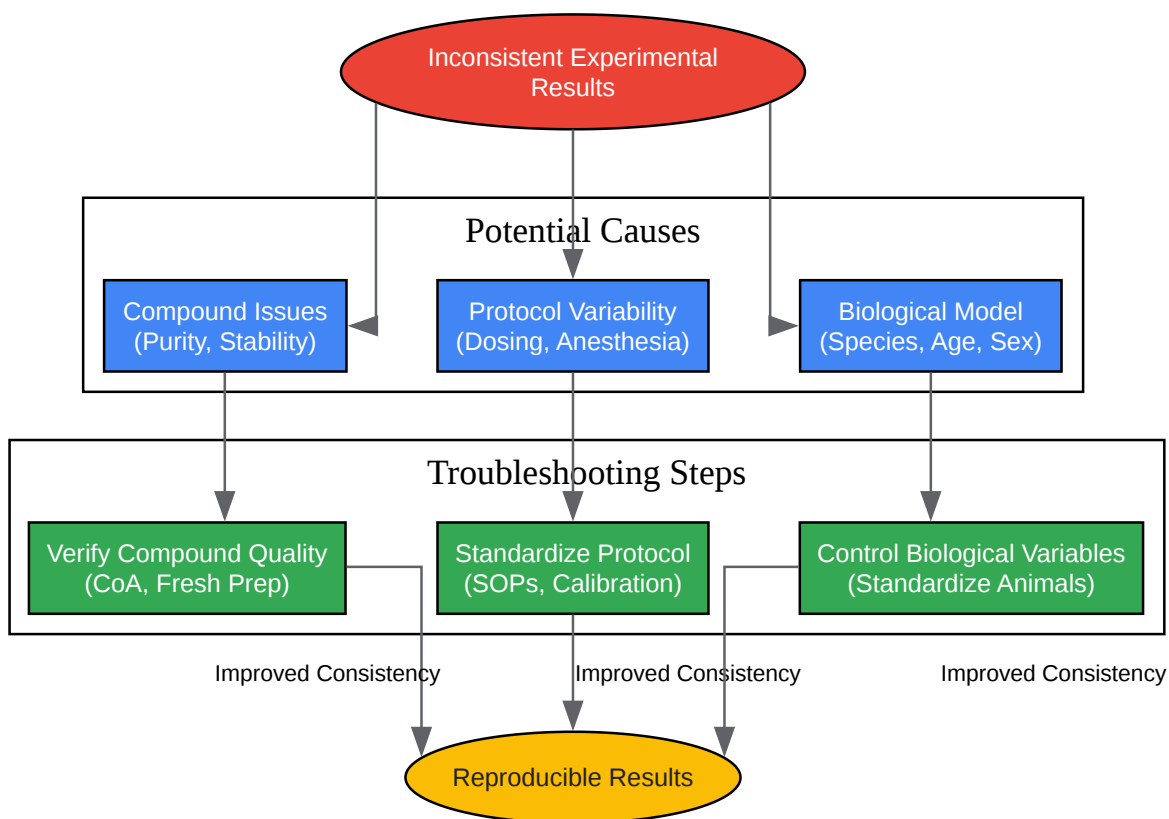 Inconsistent Experimental
Results
Potential Causes
Compound Issues
(Purity, Stability)
Protocol Variability
(Dosing, Anesthesia)
Biological Model
(Species, Age, Sex)
Troubleshooting Steps
Verify Compound Quality
(CoA, Fresh Prep)
Standardize Protocol
(SOPs, Calibration)
Control Biological Variables
(Standardize Animals)
Improved Consistency
Improved Consistency
Improved Consistency
Reproducible Results